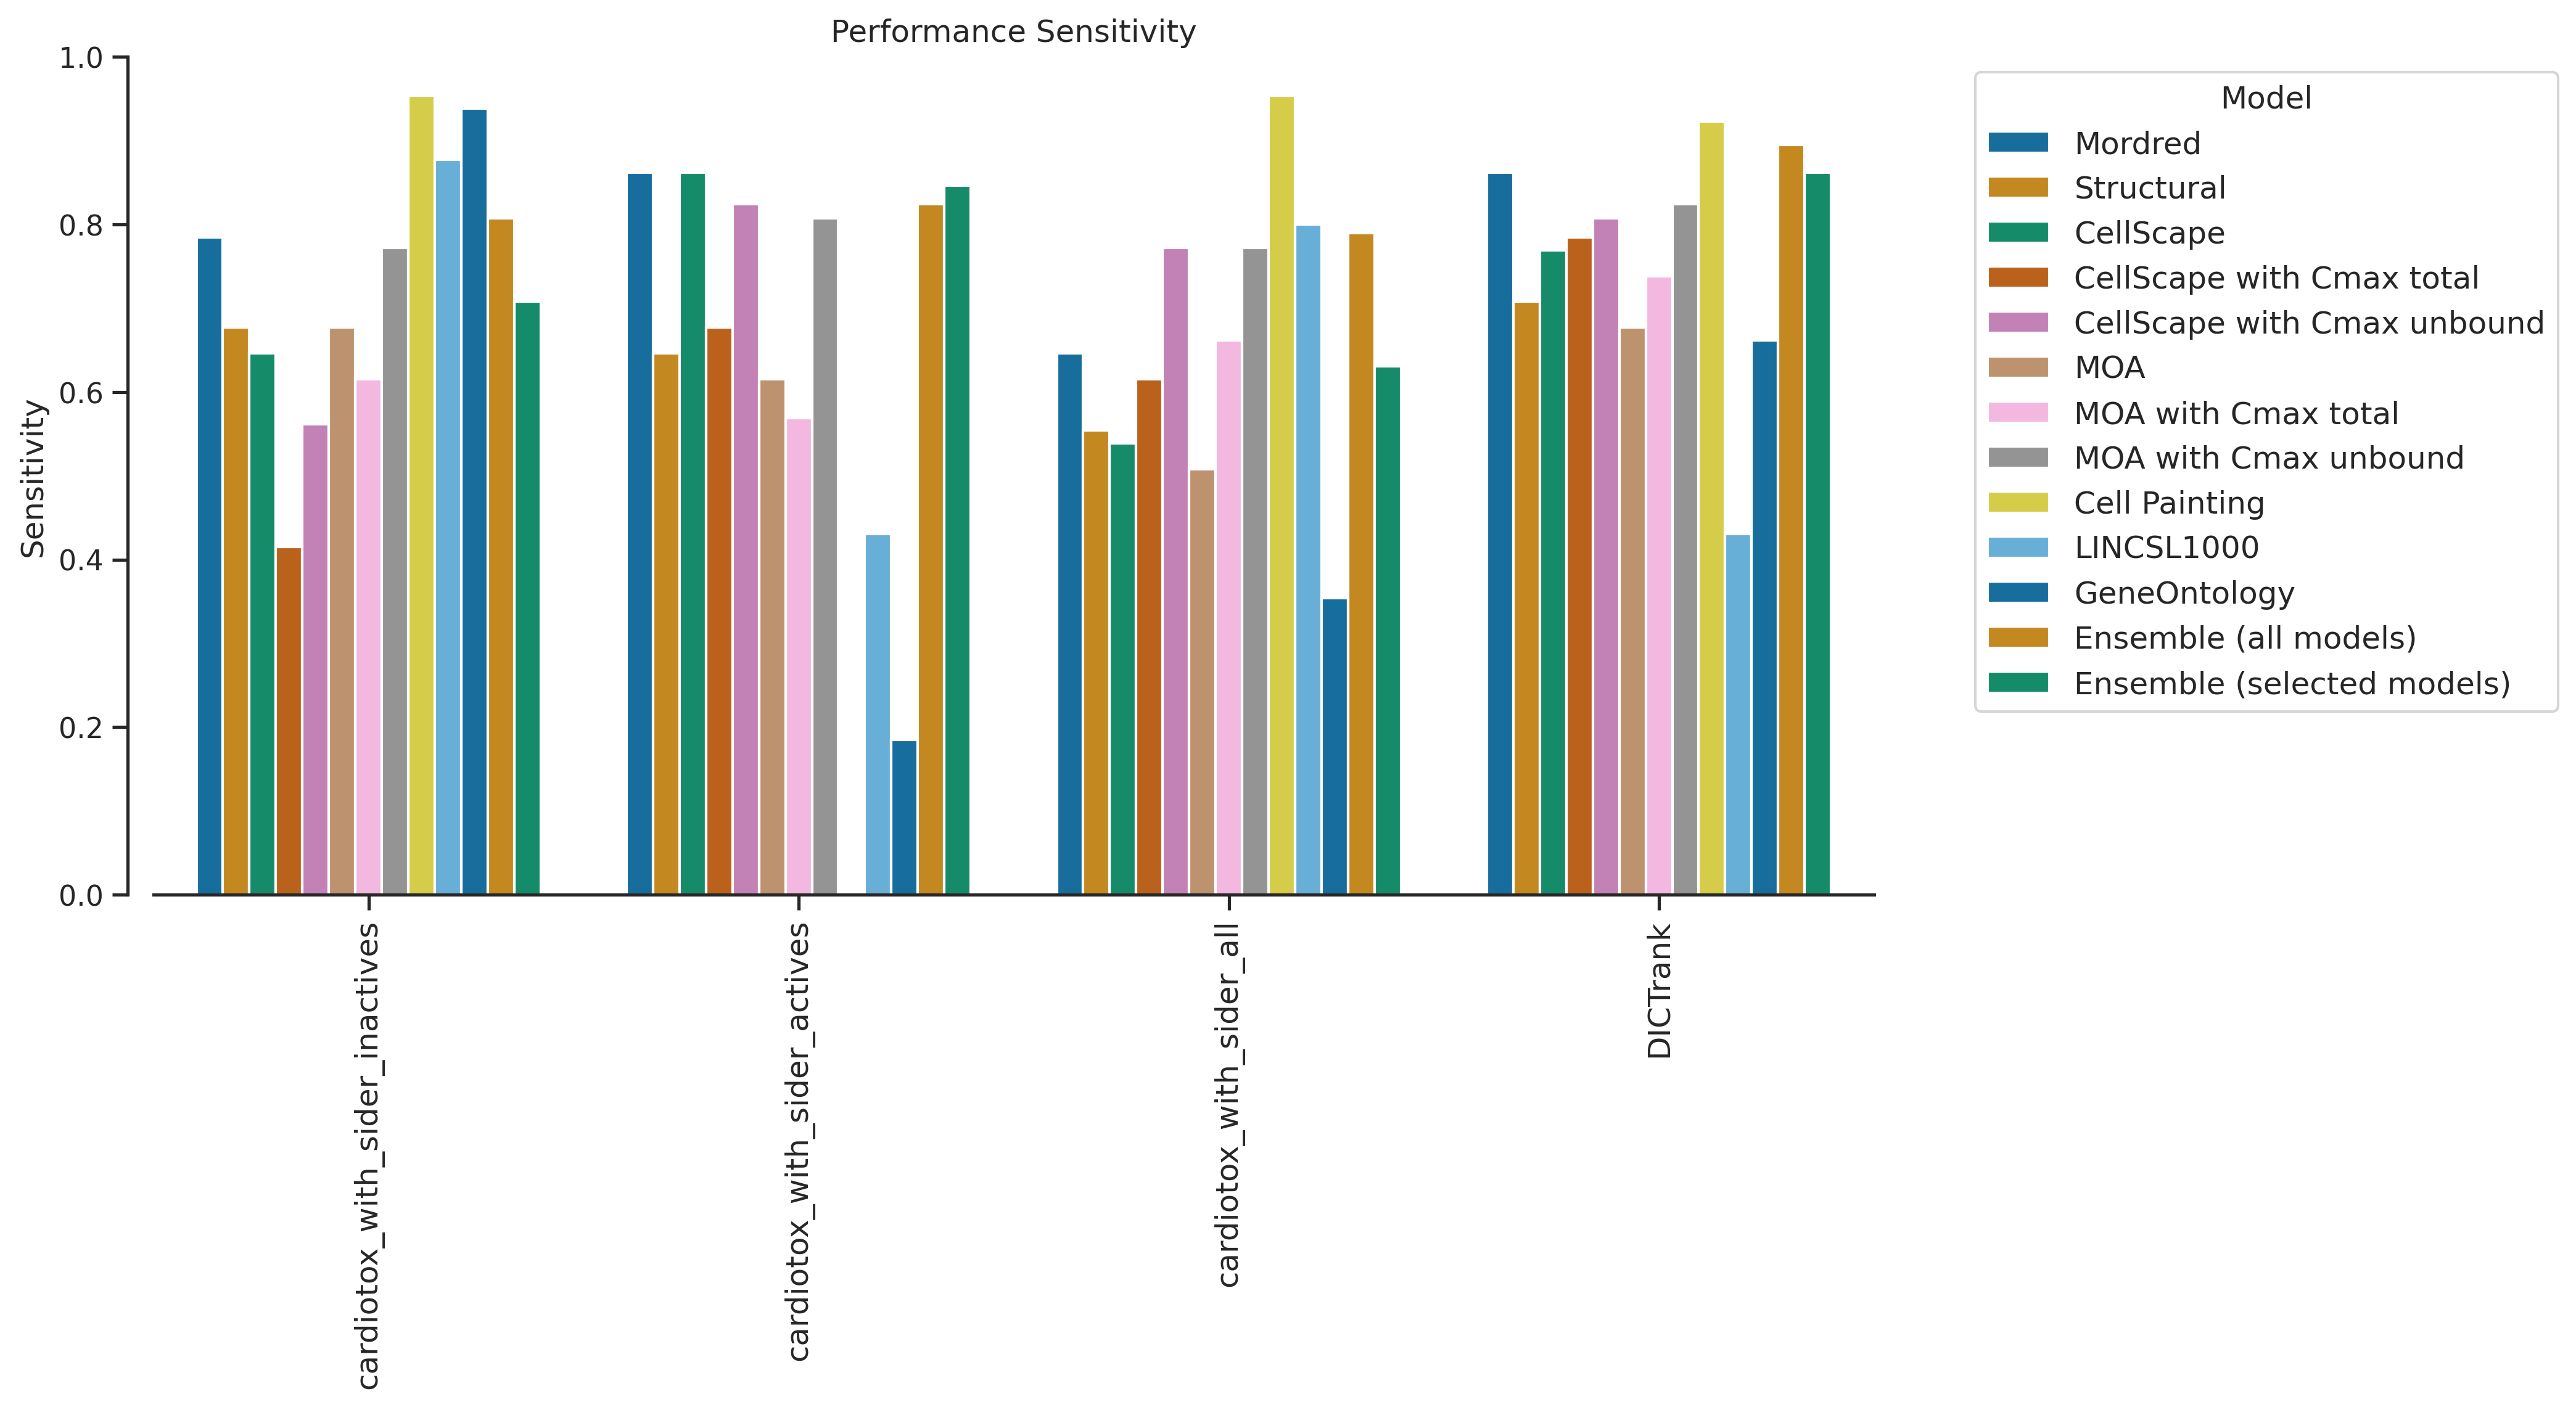 Performance Sensitivity
1.0
0.8
0.6
0.4
0.2
0.0
Sensitivity
cardiotox_with_sider_inactives
cardiotox_with_sider_actives
cardiotox_with_sider_all
DICTrank
Model
Mordred
Structural
CellScape
CellScape with Cmax total
CellScape with Cmax unbound
MOA
MOA with Cmax total
MOA with Cmax unbound
Cell Painting
LINCSL1000
GeneOntology
Ensemble (all models)
Ensemble (selected models)